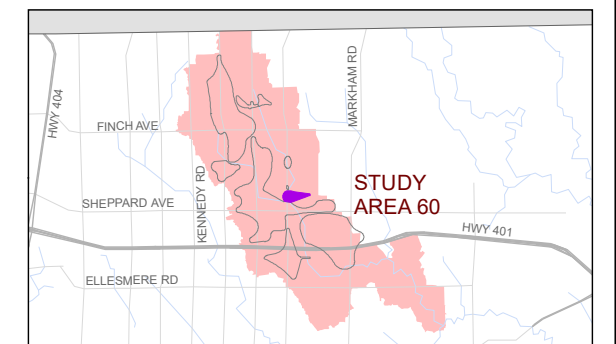 HWY 404
MARKHAM RD
FINCH AVE
KENNEDY RD
STUDY
AREA 60
SHEPPARD AVE
HWY 401
ELLESMERE RD